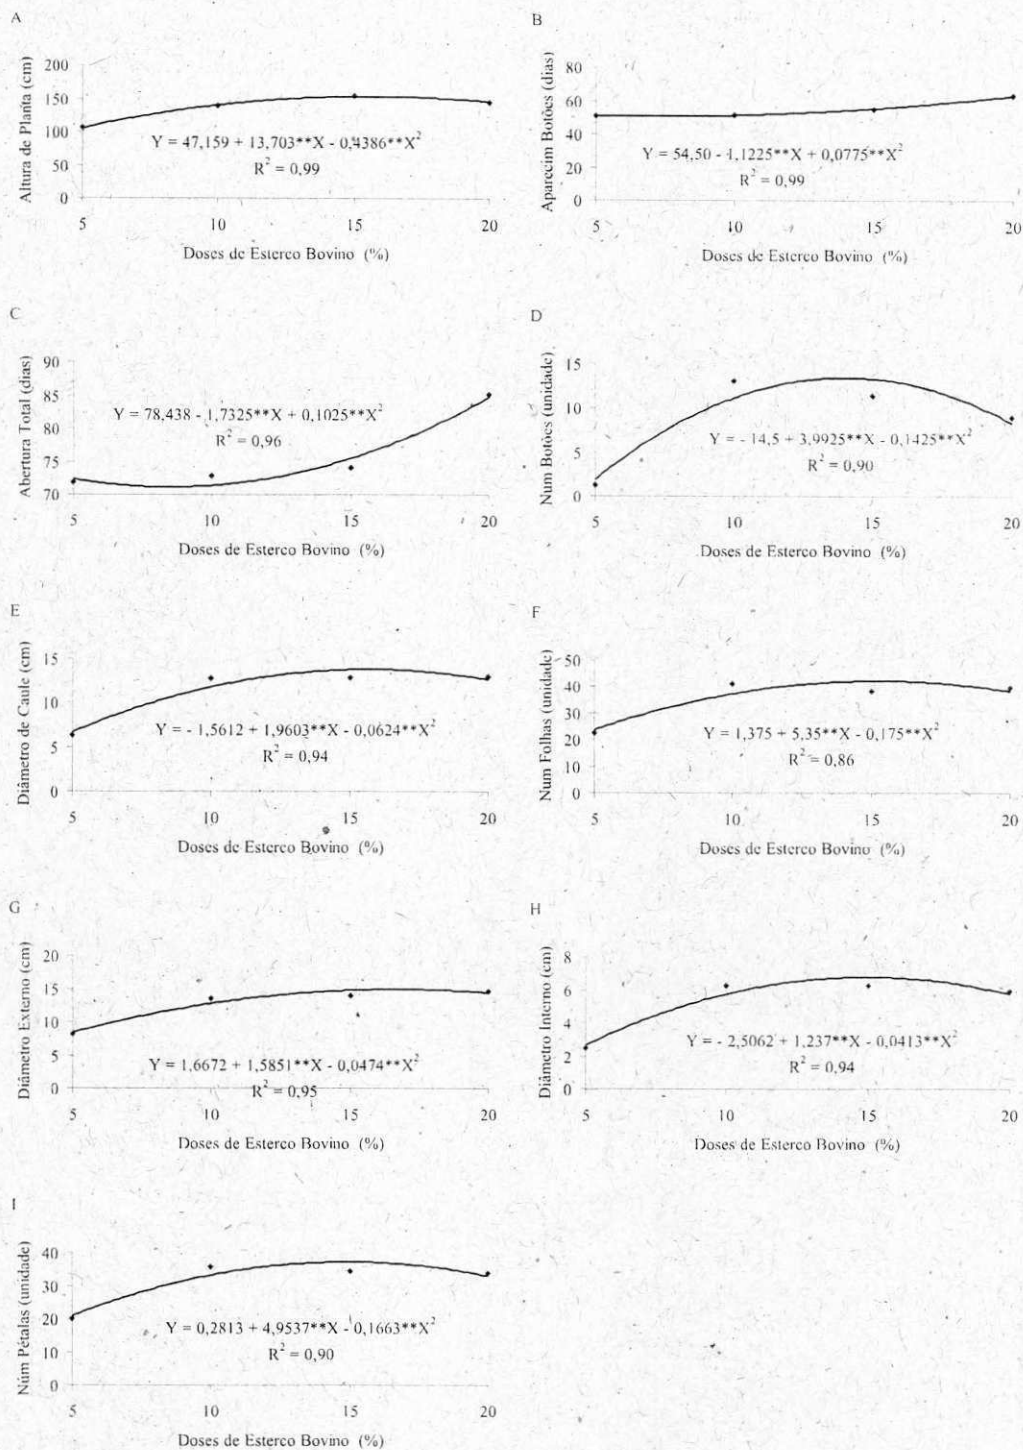 A
Altura de Planta (cm)
200
150
100
50
0
Y = 47,159 + 13,703**X - 0,4386**X²
R² = 0,99
5 10 15 20
Doses de Esterco Bovino (%)
B
Aparecim Botões (dias)
80
60
40
20
0
Y = 54,50 - 1,1225**X + 0,0775**X²
R² = 0,99
5 10 15 20
Doses de Esterco Bovino (%)
C
Abertura Total (dias)
90
85
80
75
70
Y = 78,438 - 1,7325**X + 0,1025**X²
R² = 0,96
5 10 15 20
Doses de Esterco Bovino (%)
D
Num Botões (unidade)
15
10
5
0
Y = - 14,5 + 3,9925**X - 0,1425**X²
R² = 0,90
5 10 15 20
Doses de Esterco Bovino (%)
E
Diâmetro de Caule (cm)
15
10
5
0
Y = - 1,5612 + 1,9603**X - 0,0624**X²
R² = 0,94
5 10 15 20
Doses de Esterco Bovino (%)
F
Num Folhas (unidade)
50
40
30
20
10
0
Y = 1,375 + 5,35**X - 0,175**X²
R² = 0,86
5 10 15 20
Doses de Esterco Bovino (%)
G
Diâmetro Externo (cm)
20
15
10
5
0
Y = 1,6672 + 1,5851**X - 0,0474**X²
R² = 0,95
5 10 15 20
Doses de Esterco Bovino (%)
H
Diâmetro Interno (cm)
8
6
4
2
0
Y = - 2,5062 + 1,237**X - 0,0413**X²
R² = 0,94
5 10 15 20
Doses de Esterco Bovino (%)
I
Núm Pétalas (unidade)
40
30
20
10
0
Y = 0,2813 + 4,9537**X - 0,1663**X²
R² = 0,90
5 10 15 20
Doses de Esterco Bovino (%)